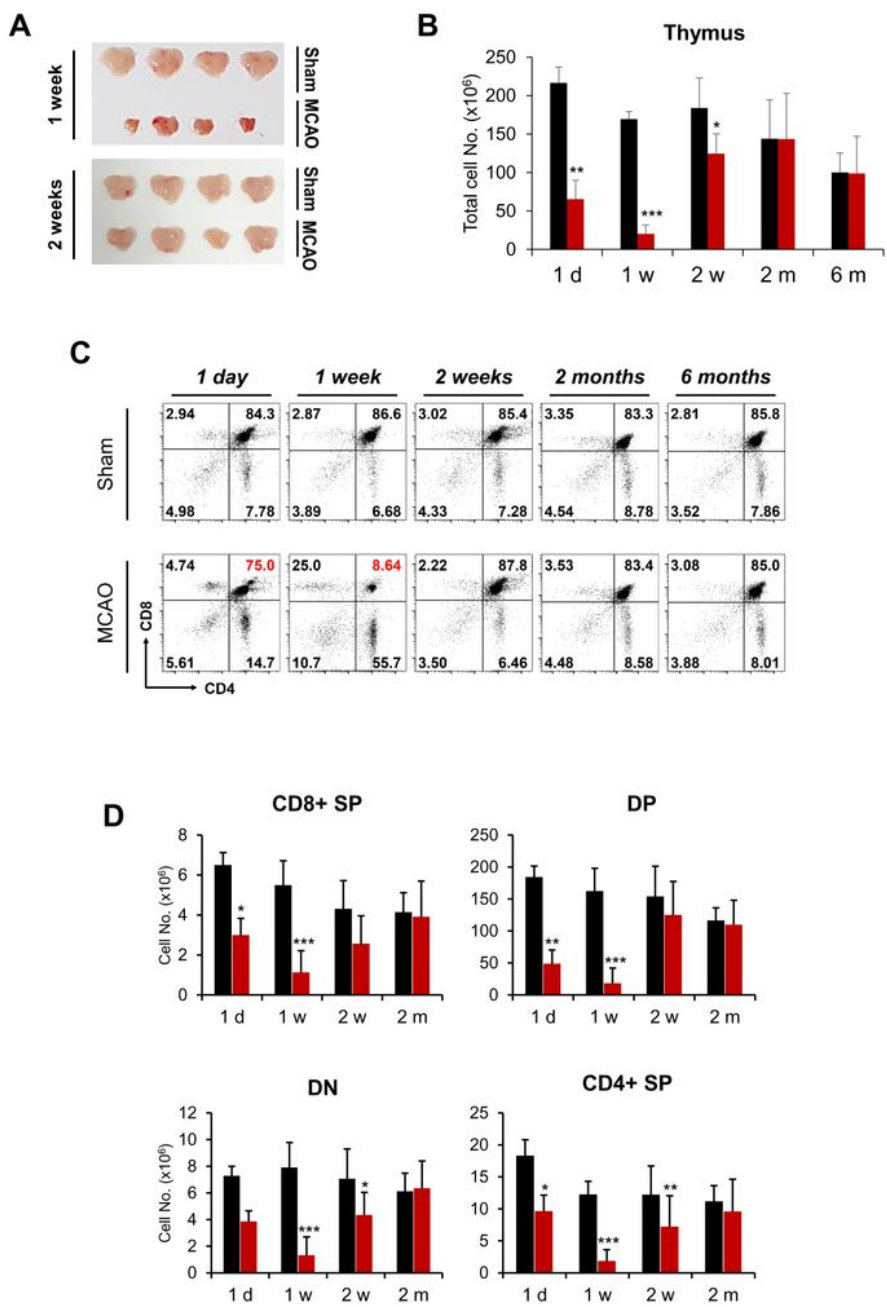 A
1 week
Sham
MCAO
2 weeks
Sham
MCAO
B
Thymus
Total cell No. (x10⁶)
250
200
150
100
50
0
**
***
*
1 d 1 w 2 w 2 m 6 m
C
1 day 1 week 2 weeks 2 months 6 months
Sham
2.94 84.3 2.87 86.6 3.02 85.4 3.35 83.3 2.81 85.8
4.98 7.78 3.89 6.68 4.33 7.28 4.54 8.78 3.52 7.86
MCAO
4.74 75.0 25.0 8.64 2.22 87.8 3.53 83.4 3.08 85.0
5.61 14.7 10.7 55.7 3.50 6.46 4.48 8.58 3.88 8.01
CD8
CD4
D
CD8+ SP
Cell No. (x10⁶)
8
6
4
2
0
*
***
1 d 1 w 2 w 2 m
DP
250
200
150
100
50
0
**
***
1 d 1 w 2 w 2 m
DN
Cell No. (x10⁶)
12
10
8
6
4
2
0
***
*
1 d 1 w 2 w 2 m
CD4+ SP
25
20
15
10
5
0
*
***
**
1 d 1 w 2 w 2 m